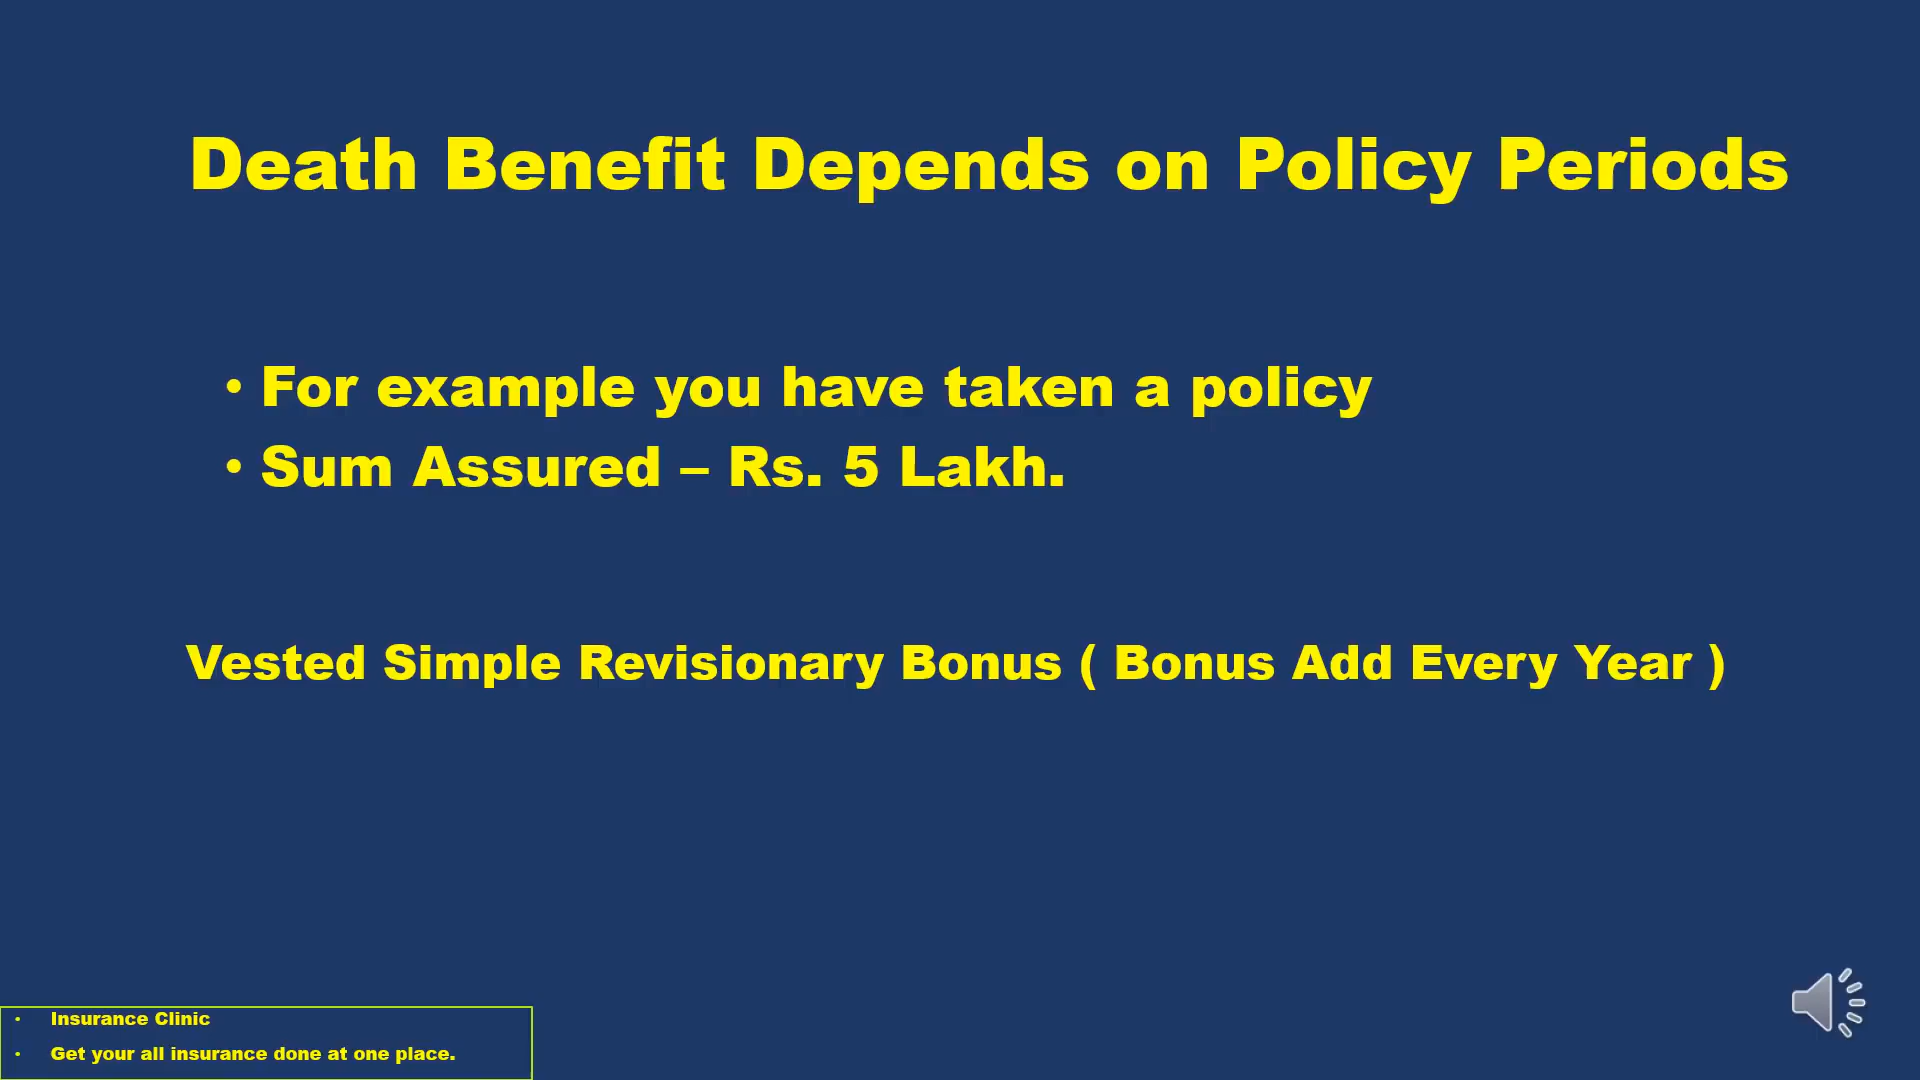 Death Benefit Depends on Policy Periods
• For example you have taken a policy
• Sum Assured – Rs. 5 Lakh.
Vested Simple Revisionary Bonus ( Bonus Add Every Year )
• Insurance Clinic
• Get your all insurance done at one place.